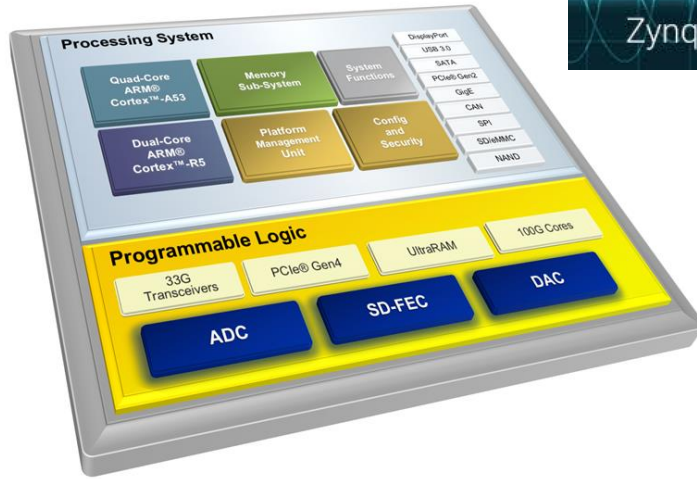 Zynq
Processing System
Quad-Core
ARM®
Cortex™-A53
Memory
Sub-System
System
Functions
Dual-Core
ARM®
Cortex™-R5
Platform
Management
Unit
Config
and
Security
DisplayPort
USB 3.0
SATA
PCIe® Gen2
GigE
CAN
SPI
SD/eMMC
NAND
Programmable Logic
33G
Transceivers
PCIe® Gen4
UltraRAM
100G Cores
ADC
SD-FEC
DAC